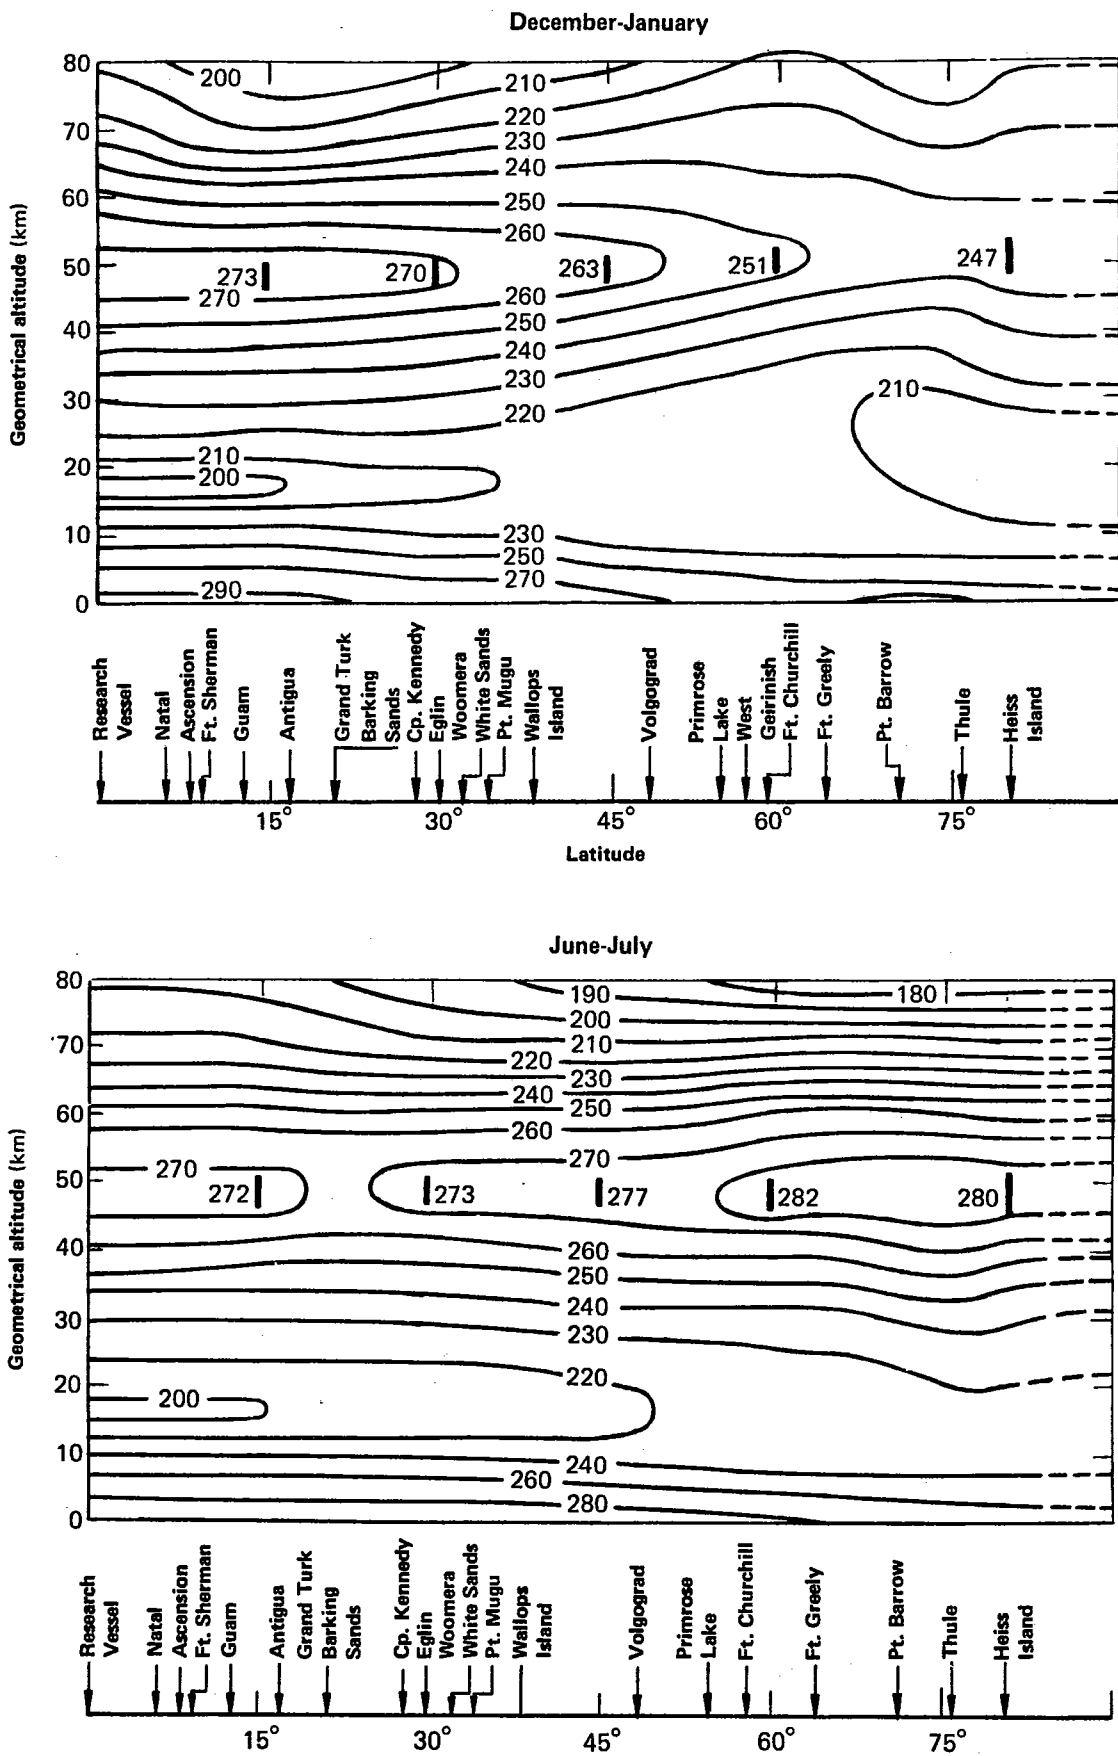 December-January
80
200
210
70
220
230
240
60
250
260
50
273
270
263
251
247
270
40
260
250
240
30
230
220
210
20
210
200
10
230
250
270
0
290
Geometrical altitude (km)
Research
Vessel
Natal
Ascension
Ft. Sherman
Guam
Antigua
Grand Turk
Barking
Sands
Cp. Kennedy
Eglin
Woomera
White Sands
Pt. Mugu
Wallops
Island
Volgograd
Primrose
Lake
West
Geirinish
Ft. Churchill
Ft. Greely
Pt. Barrow
Thule
Heiss
Island
15° 30° 45° 60° 75°
Latitude
June-July
80
190
180
200
70
210
220
230
240
60
250
260
270
50
270
272
273
277
282
280
40
260
250
240
30
230
20
220
200
10
240
260
280
0
Geometrical altitude (km)
Research
Vessel
Natal
Ascension
Ft. Sherman
Guam
Antigua
Grand Turk
Barking
Sands
Cp. Kennedy
Eglin
Woomera
White Sands
Pt. Mugu
Wallops
Island
Volgograd
Primrose
Lake
Ft. Churchill
Ft. Greely
Pt. Barrow
Thule
Heiss
Island
15° 30° 45° 60° 75°